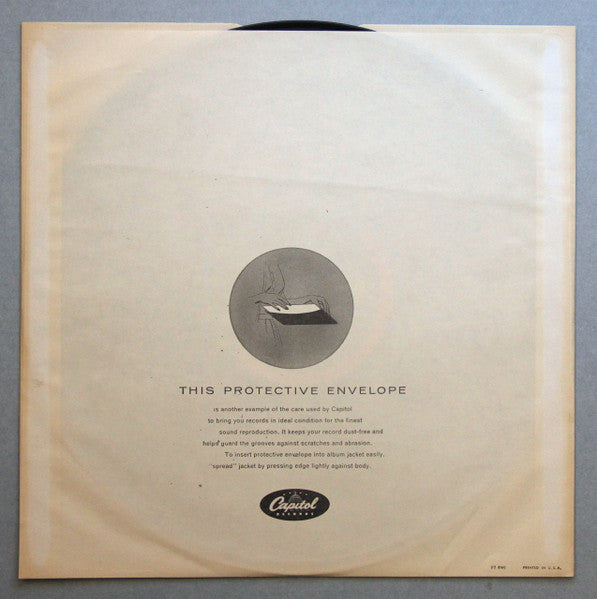 THIS PROTECTIVE ENVELOPE
is another example of the care used by Capitol
to bring you records in ideal condition for the finest
sound reproduction. It keeps your record dust-free and
helps guard the grooves against scratches and abrasion.
To insert protective envelope into album jacket easily,
"spread" jacket by pressing edge lightly against body.
Capitol
RECORDS
PRINTED IN U.S.A.